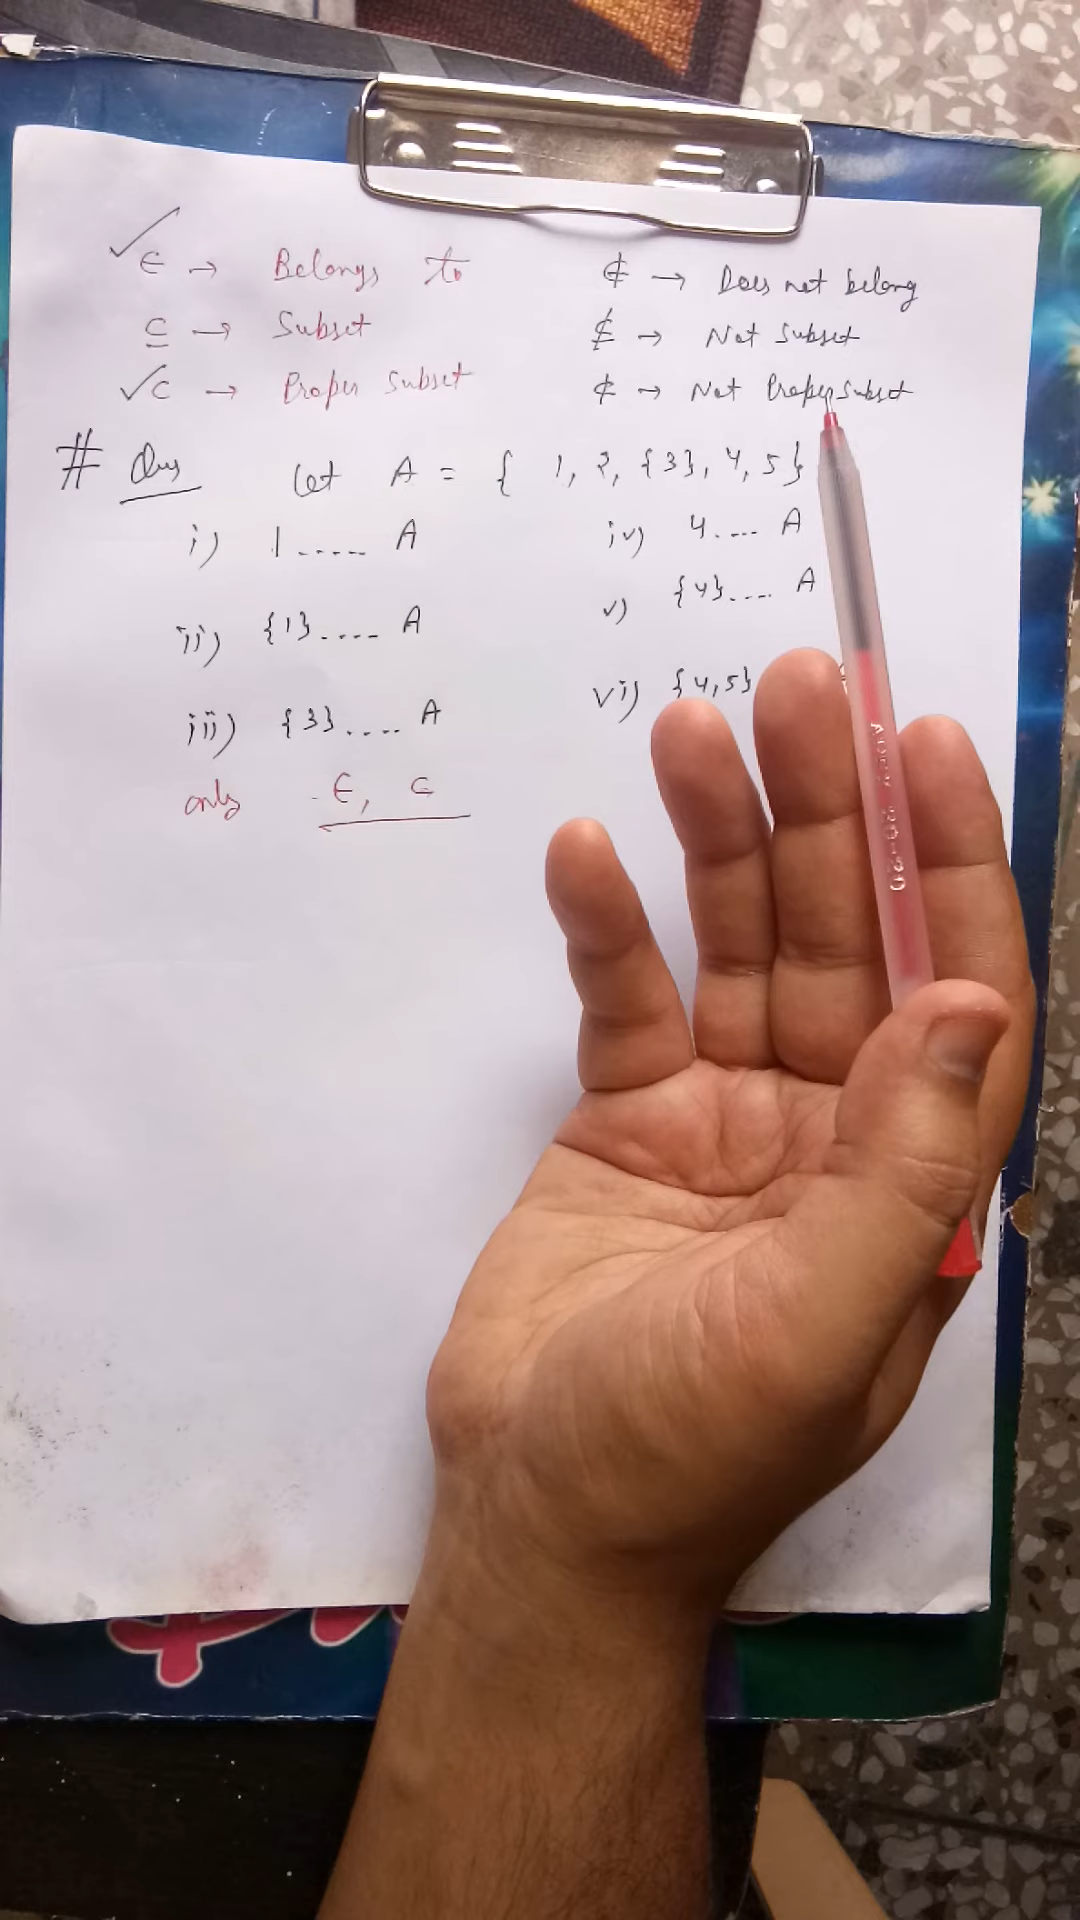 ✓∈ → Belongs to
∉ → Does not belong
⊆ → Subset
⊈ → Not Subset
✓⊂ → Proper Subset
⊄ → Not Proper Subset
# Ques Let A = { 1, 2, {3}, 4, 5}
i) 1 ..... A
iv) 4 .... A
ii) {1} .... A
v) {4} .... A
iii) {3} .... A
vi) {4,5}
only ∈, ⊂